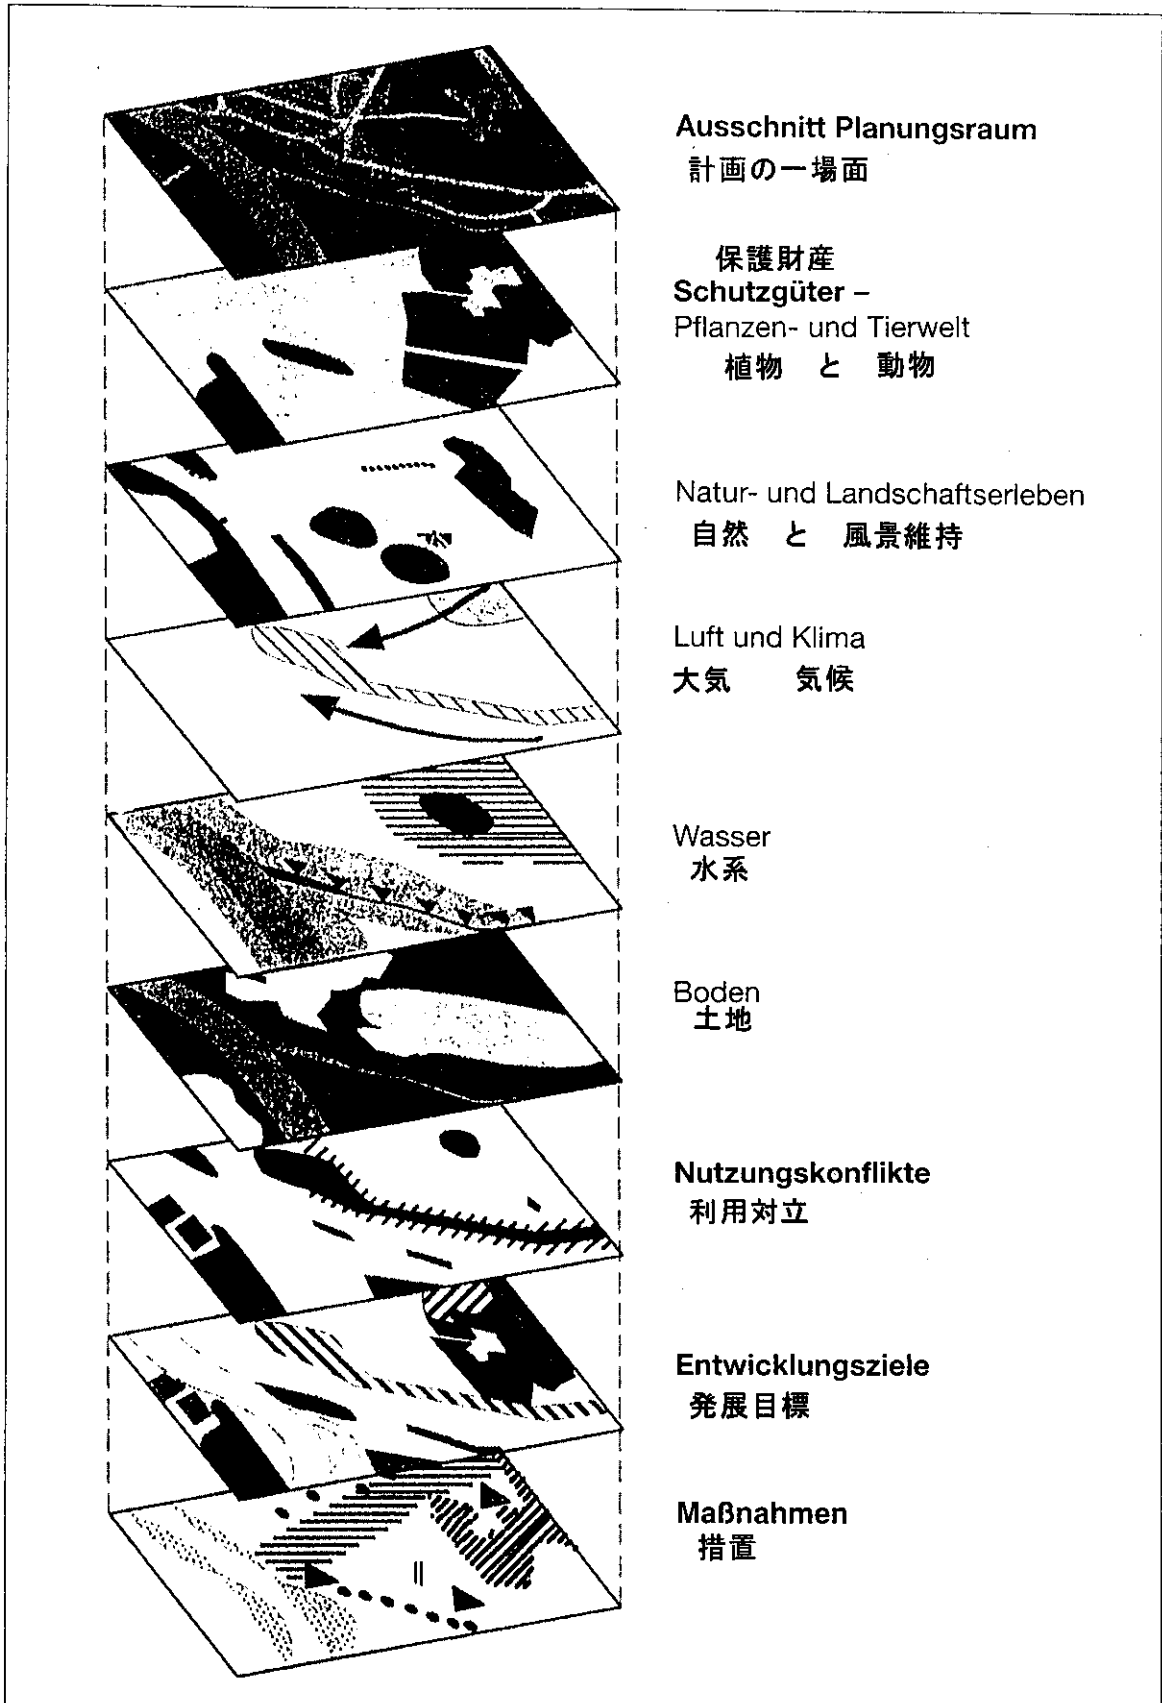 Ausschnitt Planungsraum
計画の一場面
保護財産
Schutzgüter –
Pflanzen- und Tierwelt
植物 と 動物
Natur- und Landschaftserleben
自然 と 風景維持
Luft und Klima
大気 気候
Wasser
水系
Boden
土地
Nutzungskonflikte
利用対立
Entwicklungsziele
発展目標
Maßnahmen
措置